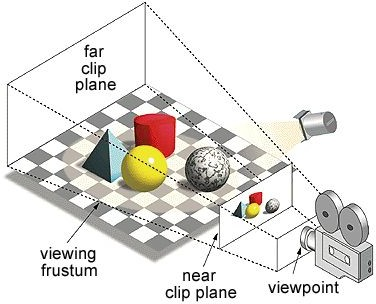 far
clip
plane
viewing
frustum
near
clip plane
viewpoint